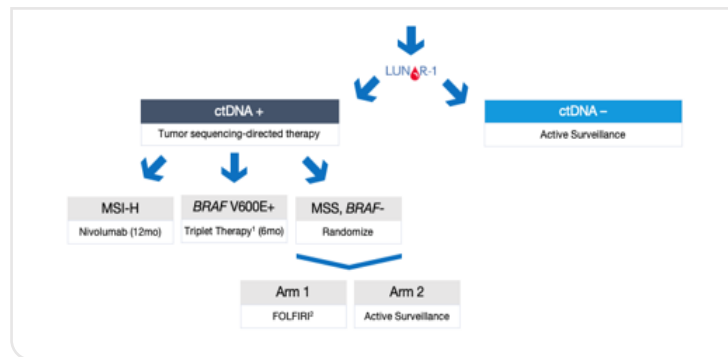 LUNAR-1
ctDNA +
Tumor sequencing-directed therapy
ctDNA –
Active Surveillance
MSI-H
Nivolumab (12mo)
BRAF V600E+
Triplet Therapy¹ (6mo)
MSS, BRAF-
Randomize
Arm 1
FOLFIRI²
Arm 2
Active Surveillance